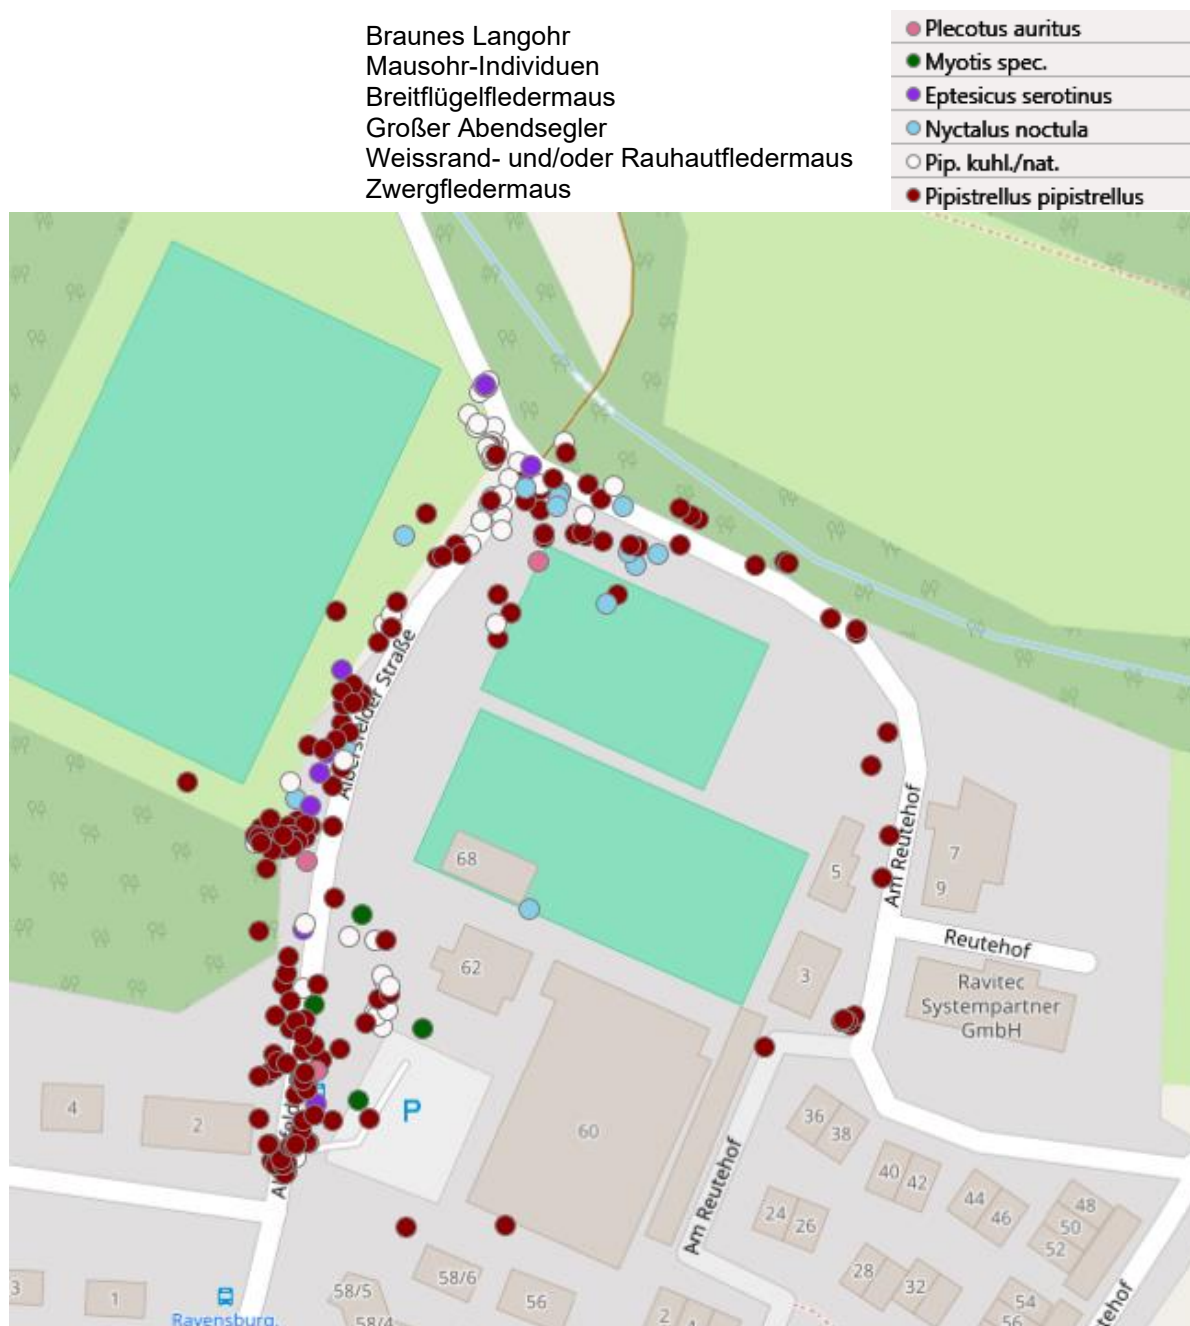 Braunes Langohr
Mausohr-Individuen
Breitflügelfledermaus
Großer Abendsegler
Weissrand- und/oder Rauhautfledermaus
Zwergfledermaus
Plecotus auritus
Myotis spec.
Eptesicus serotinus
Nyctalus noctula
Pip. kuhl./nat.
Pipistrellus pipistrellus
Straße
68
5
7
9
Am Reutehof
Reutehof
62
3
Ravitec
Systempartner
GmbH
4
2
P
60
36
38
40
42
44
46
48
50
52
24
26
Am Reutehof
28
32
54
56
58/6
58/5
56
58/4
3
1
2
Ravensburg,